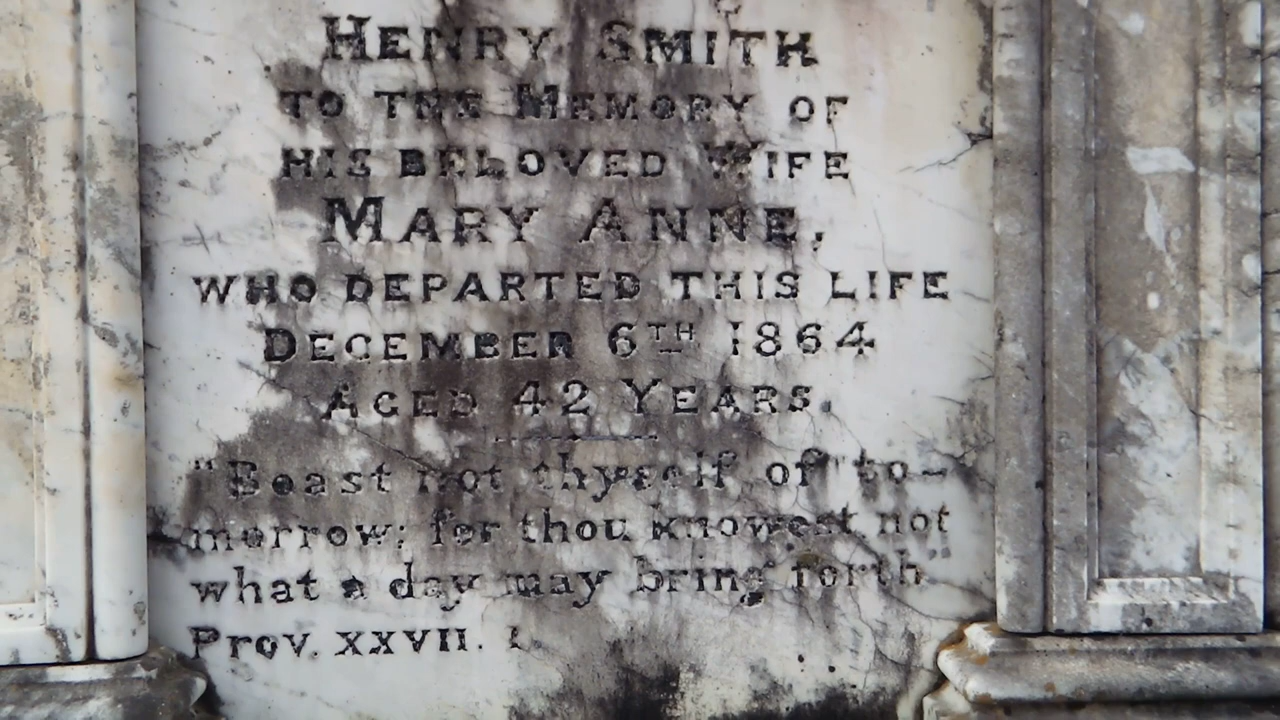 HENRY SMITH
TO THE MEMORY OF
HIS BELOVED WIFE
MARY ANNE,
WHO DEPARTED THIS LIFE
DECEMBER 6TH 1864
AGED 42 YEARS.
"Boast not thyself of to-
morrow; for thou knowest not
what a day may bring forth"
Prov. XXVII. 1.